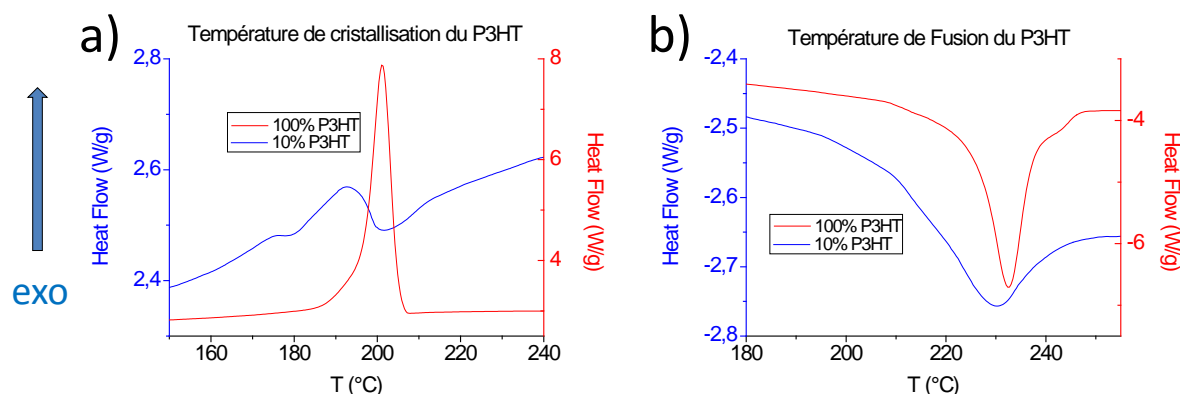 a)
Température de cristallisation du P3HT
2,8
2,6
2,4
Heat Flow (W/g)
100% P3HT
10% P3HT
8
6
4
Heat Flow (W/g)
160 180 200 220 240
T (°C)
exo
b)
Température de Fusion du P3HT
-2,4
-2,5
-2,6
-2,7
-2,8
Heat Flow (W/g)
100% P3HT
10% P3HT
-4
-6
Heat Flow (W/g)
180 200 220 240
T (°C)